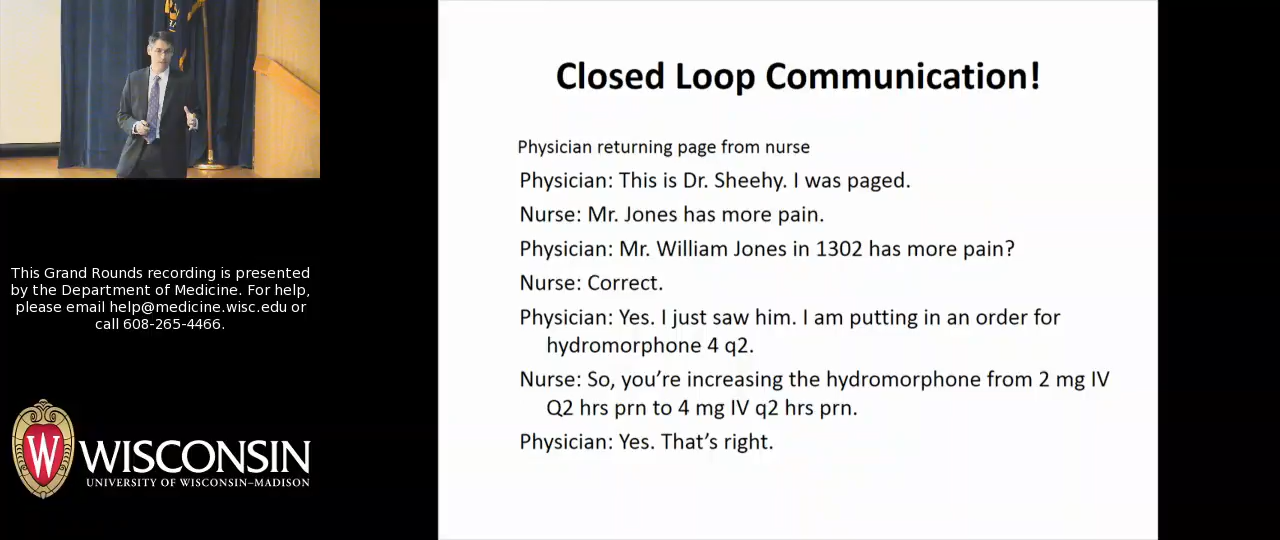 Closed Loop Communication!
Physician returning page from nurse
Physician: This is Dr. Sheehy. I was paged.
Nurse: Mr. Jones has more pain.
Physician: Mr. William Jones in 1302 has more pain?
Nurse: Correct.
Physician: Yes. I just saw him. I am putting in an order for
hydromorphone 4 q2.
Nurse: So, you’re increasing the hydromorphone from 2 mg IV
Q2 hrs prn to 4 mg IV q2 hrs prn.
Physician: Yes. That’s right.
This Grand Rounds recording is presented
by the Department of Medicine. For help,
please email help@medicine.wisc.edu or
call 608-265-4466.
W
WISCONSIN
UNIVERSITY OF WISCONSIN–MADISON